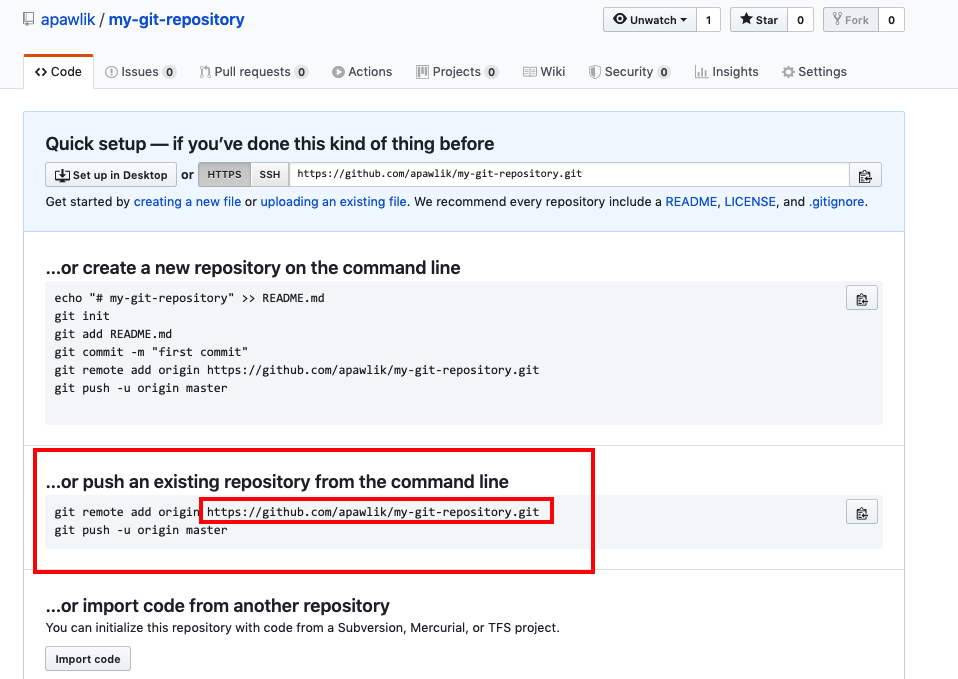 apawlik / my-git-repository
Unwatch 1 Star 0 Fork 0
Code Issues 0 Pull requests 0 Actions Projects 0 Wiki Security 0 Insights Settings
Quick setup — if you’ve done this kind of thing before
Set up in Desktop or HTTPS SSH https://github.com/apawlik/my-git-repository.git
Get started by creating a new file or uploading an existing file. We recommend every repository include a README, LICENSE, and .gitignore.
…or create a new repository on the command line
echo "# my-git-repository" >> README.md
git init
git add README.md
git commit -m "first commit"
git remote add origin https://github.com/apawlik/my-git-repository.git
git push -u origin master
…or push an existing repository from the command line
git remote add origin https://github.com/apawlik/my-git-repository.git
git push -u origin master
…or import code from another repository
You can initialize this repository with code from a Subversion, Mercurial, or TFS project.
Import code